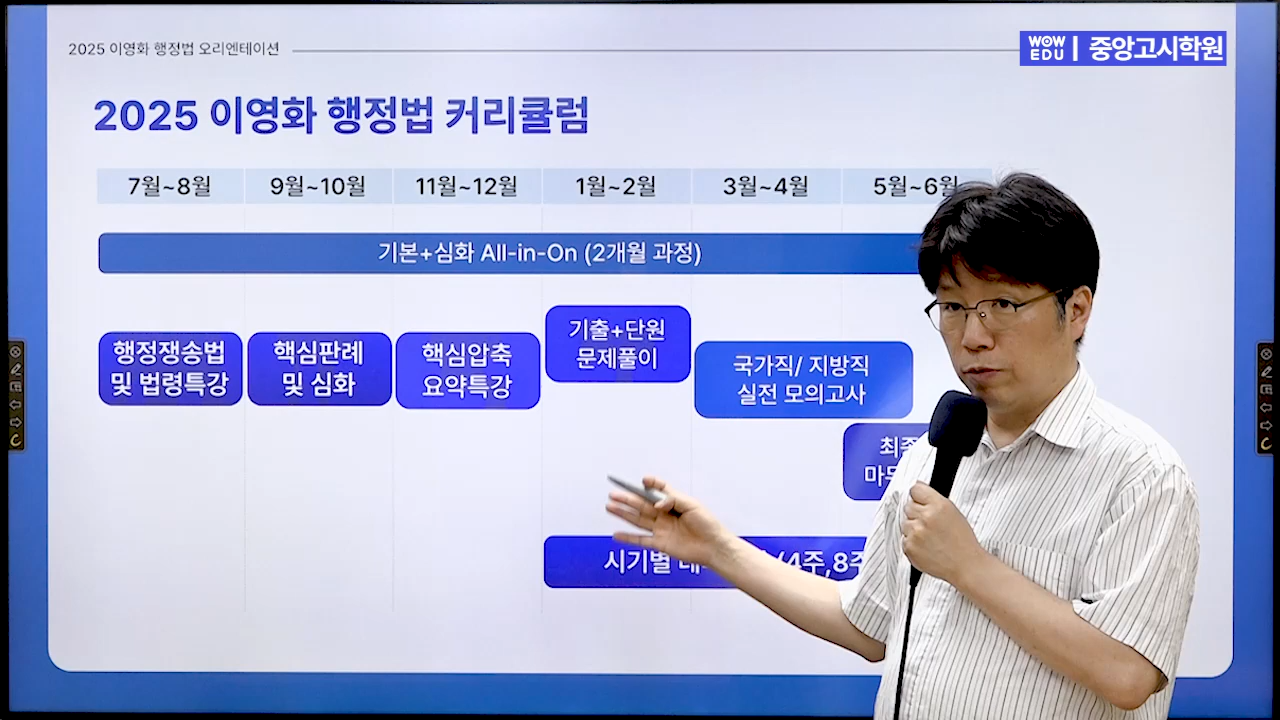 2025 이영화 행정법 오리엔테이션
WOW
EDU
중앙고시학원
2025 이영화 행정법 커리큘럼
7월~8월
9월~10월
11월~12월
1월~2월
3월~4월
5월~6월
기본+심화 All-in-On (2개월 과정)
행정쟁송법
및 법령특강
핵심판례
및 심화
핵심압축
요약특강
기출+단원
문제풀이
국가직/ 지방직
실전 모의고사
시기별
(4주,8주